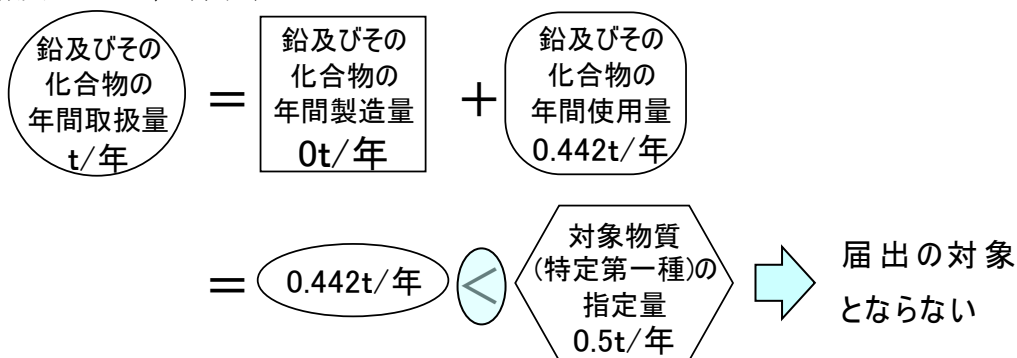 鉛及びその
化合物の
年間取扱量
t/年
=
鉛及びその
化合物の
年間製造量
0t/年
+
鉛及びその
化合物の
年間使用量
0.442t/年
=
0.442t/年
<
対象物質
(特定第一種)の
指定量
0.5t/年
届出の対象
とならない